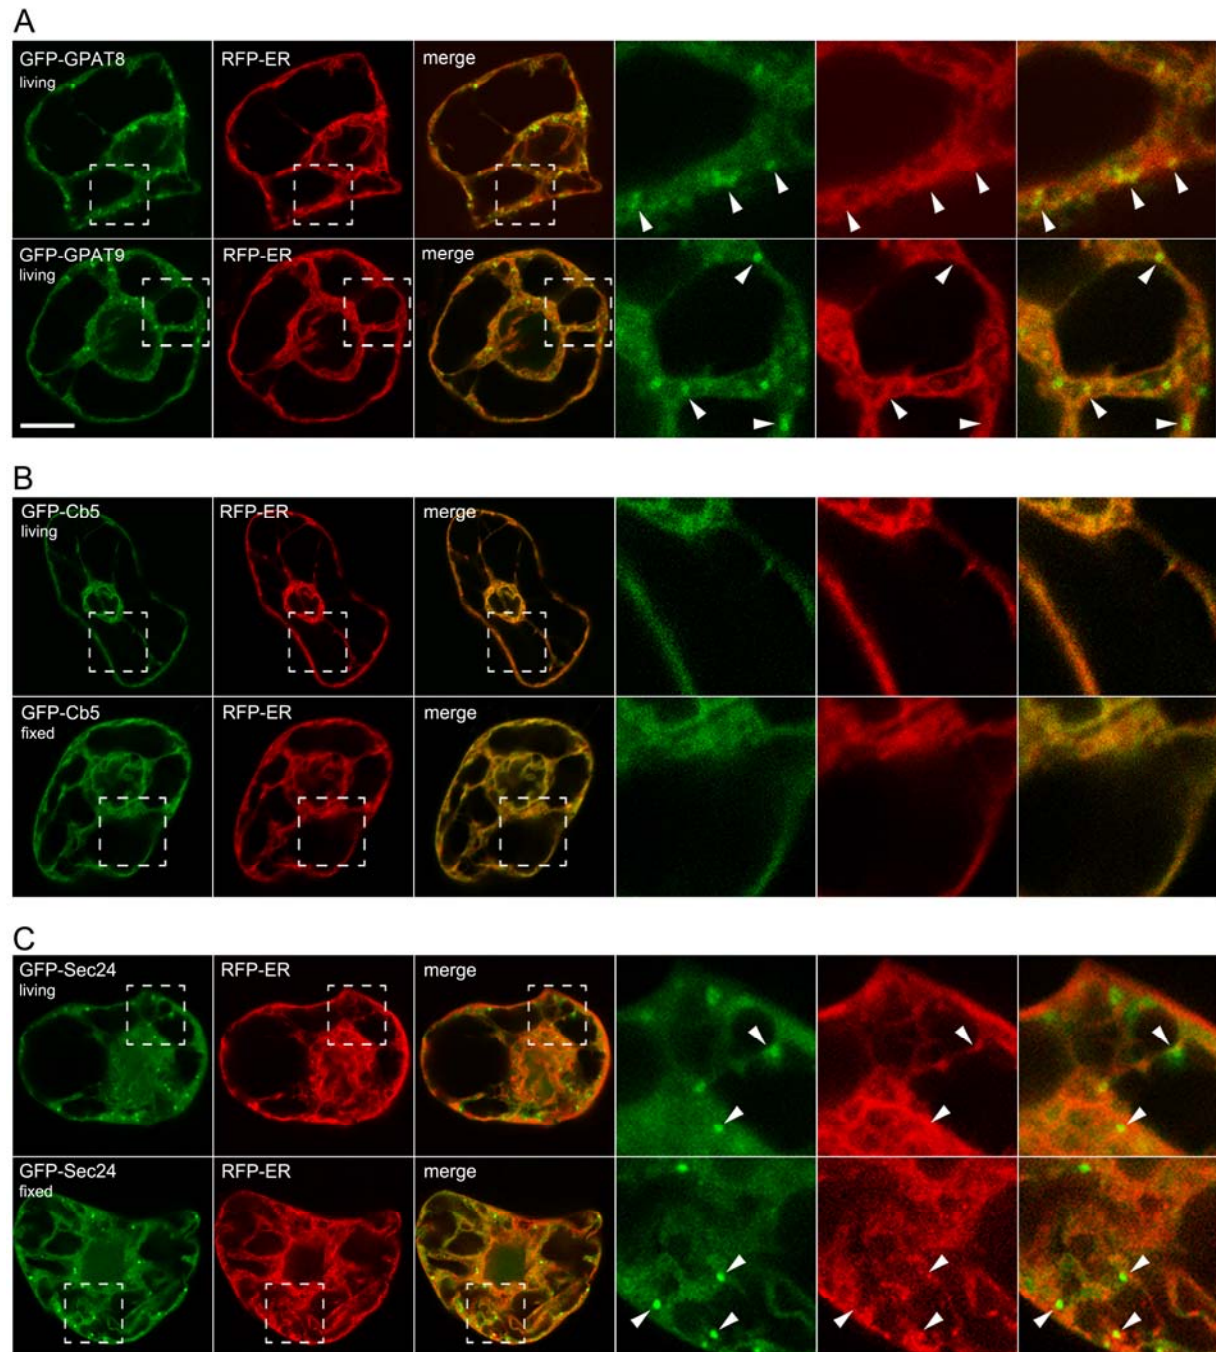 A
GFP-GPAT8 RFP-ER merge
living
GFP-GPAT9 RFP-ER merge
living
B
GFP-Cb5 RFP-ER merge
living
GFP-Cb5 RFP-ER merge
fixed
C
GFP-Sec24 RFP-ER merge
living
GFP-Sec24 RFP-ER merge
fixed